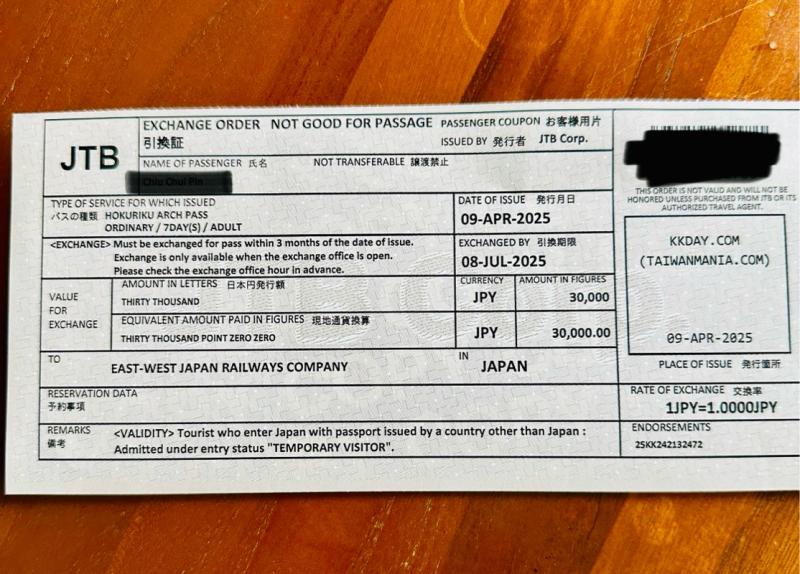 JTB
EXCHANGE ORDER NOT GOOD FOR PASSAGE PASSENGER COUPON お客様用片
引換証
ISSUED BY 発行者 JTB Corp.
NAME OF PASSENGER 氏名 NOT TRANSFERABLE 譲渡禁止
TYPE OF SERVICE FOR WHICH ISSUED
パスの種類 HOKURIKU ARCH PASS
ORDINARY / 7DAY(S) / ADULT
DATE OF ISSUE 発行月日
09-APR-2025
<EXCHANGE> Must be exchanged for pass within 3 months of the date of issue.
Exchange is only available when the exchange office is open.
Please check the exchange office hour in advance.
EXCHANGED BY 引換期限
08-JUL-2025
VALUE
FOR
EXCHANGE
AMOUNT IN LETTERS 日本円発行額
THIRTY THOUSAND
CURRENCY AMOUNT IN FIGURES
JPY 30,000
EQUIVALENT AMOUNT PAID IN FIGURES 現地通貨換算
THIRTY THOUSAND POINT ZERO ZERO
JPY 30,000.00
TO
EAST-WEST JAPAN RAILWAYS COMPANY
IN
JAPAN
RESERVATION DATA
予約事項
REMARKS
備考
<VALIDITY> Tourist who enter Japan with passport issued by a country other than Japan :
Admitted under entry status "TEMPORARY VISITOR".
THIS ORDER IS NOT VALID AND WILL NOT BE
HONORED UNLESS PURCHASED FROM JTB OR ITS
AUTHORIZED TRAVEL AGENT.
KKDAY.COM
(TAIWANMANIA.COM)
09-APR-2025
PLACE OF ISSUE 発行箇所
RATE OF EXCHANGE 交換率
1JPY=1.0000JPY
ENDORSEMENTS
25KK242132472